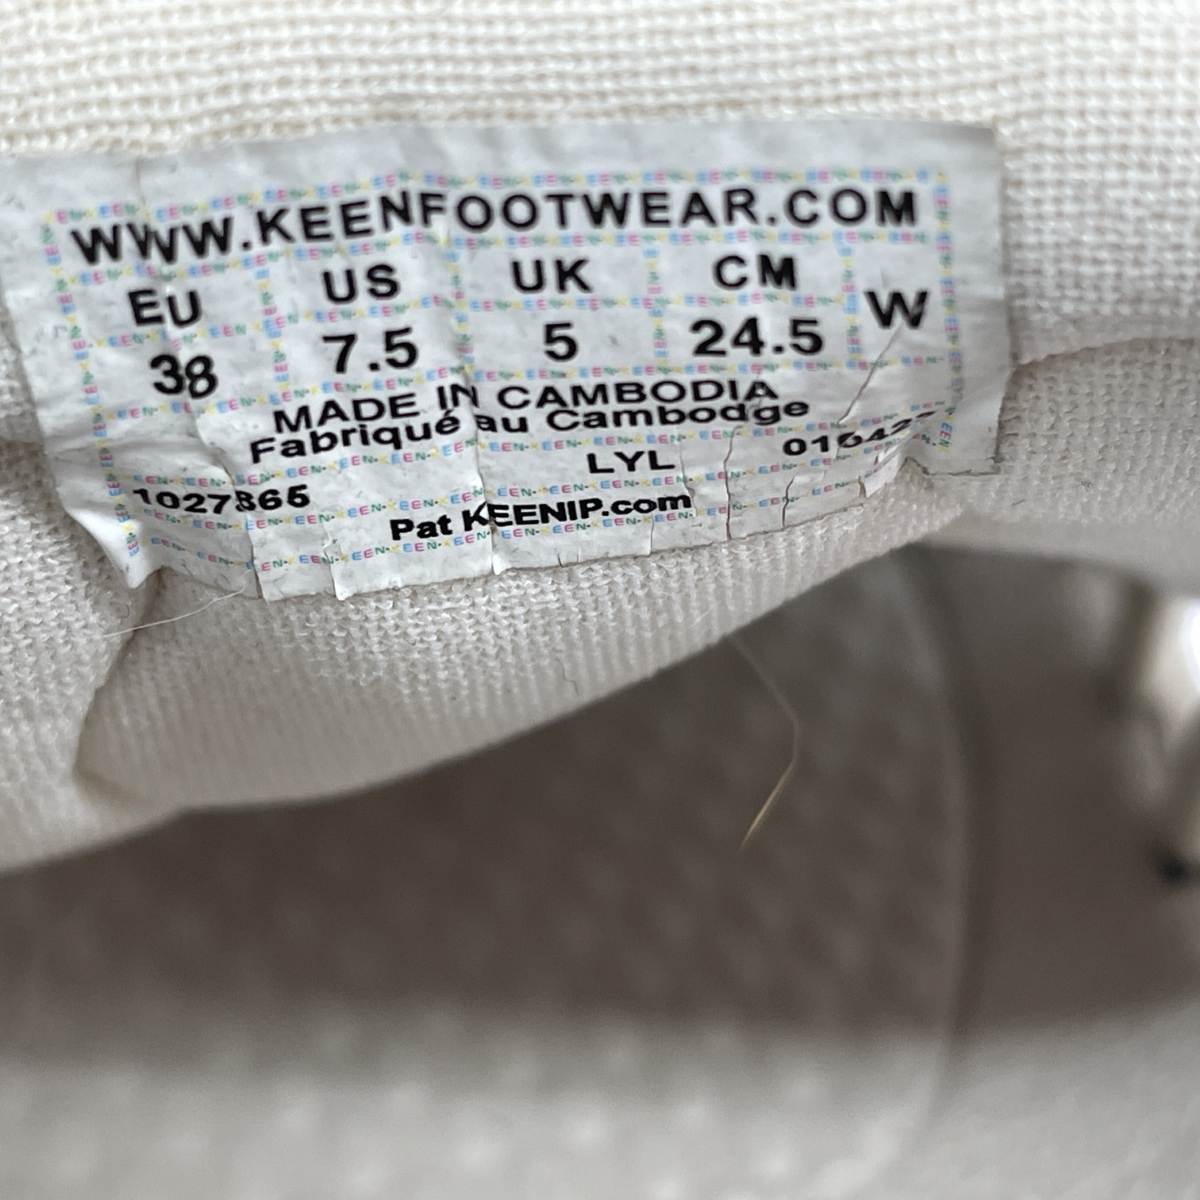 WWW.KEENFOOTWEAR.COM
EU US UK CM W
38 7.5 5 24.5
MADE IN CAMBODIA
Fabriqué au Cambodge
LYL
1027865
Pat KEENIP.com